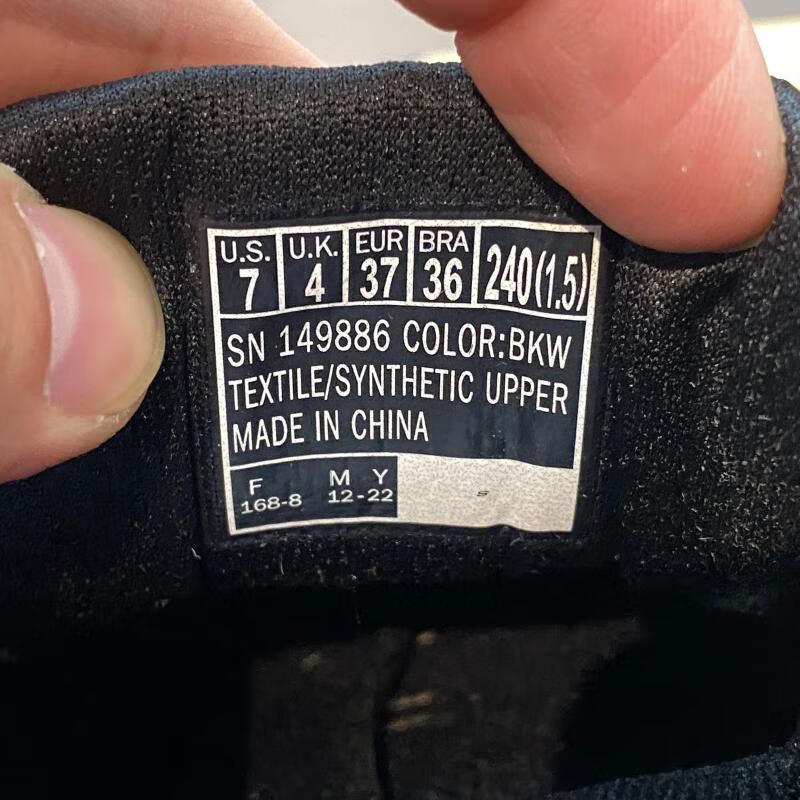 U.S. U.K. EUR BRA 240(1.5)
7 4 37 36
SN 149886 COLOR:BKW
TEXTILE/SYNTHETIC UPPER
MADE IN CHINA
F M Y
168-8 12-22
S